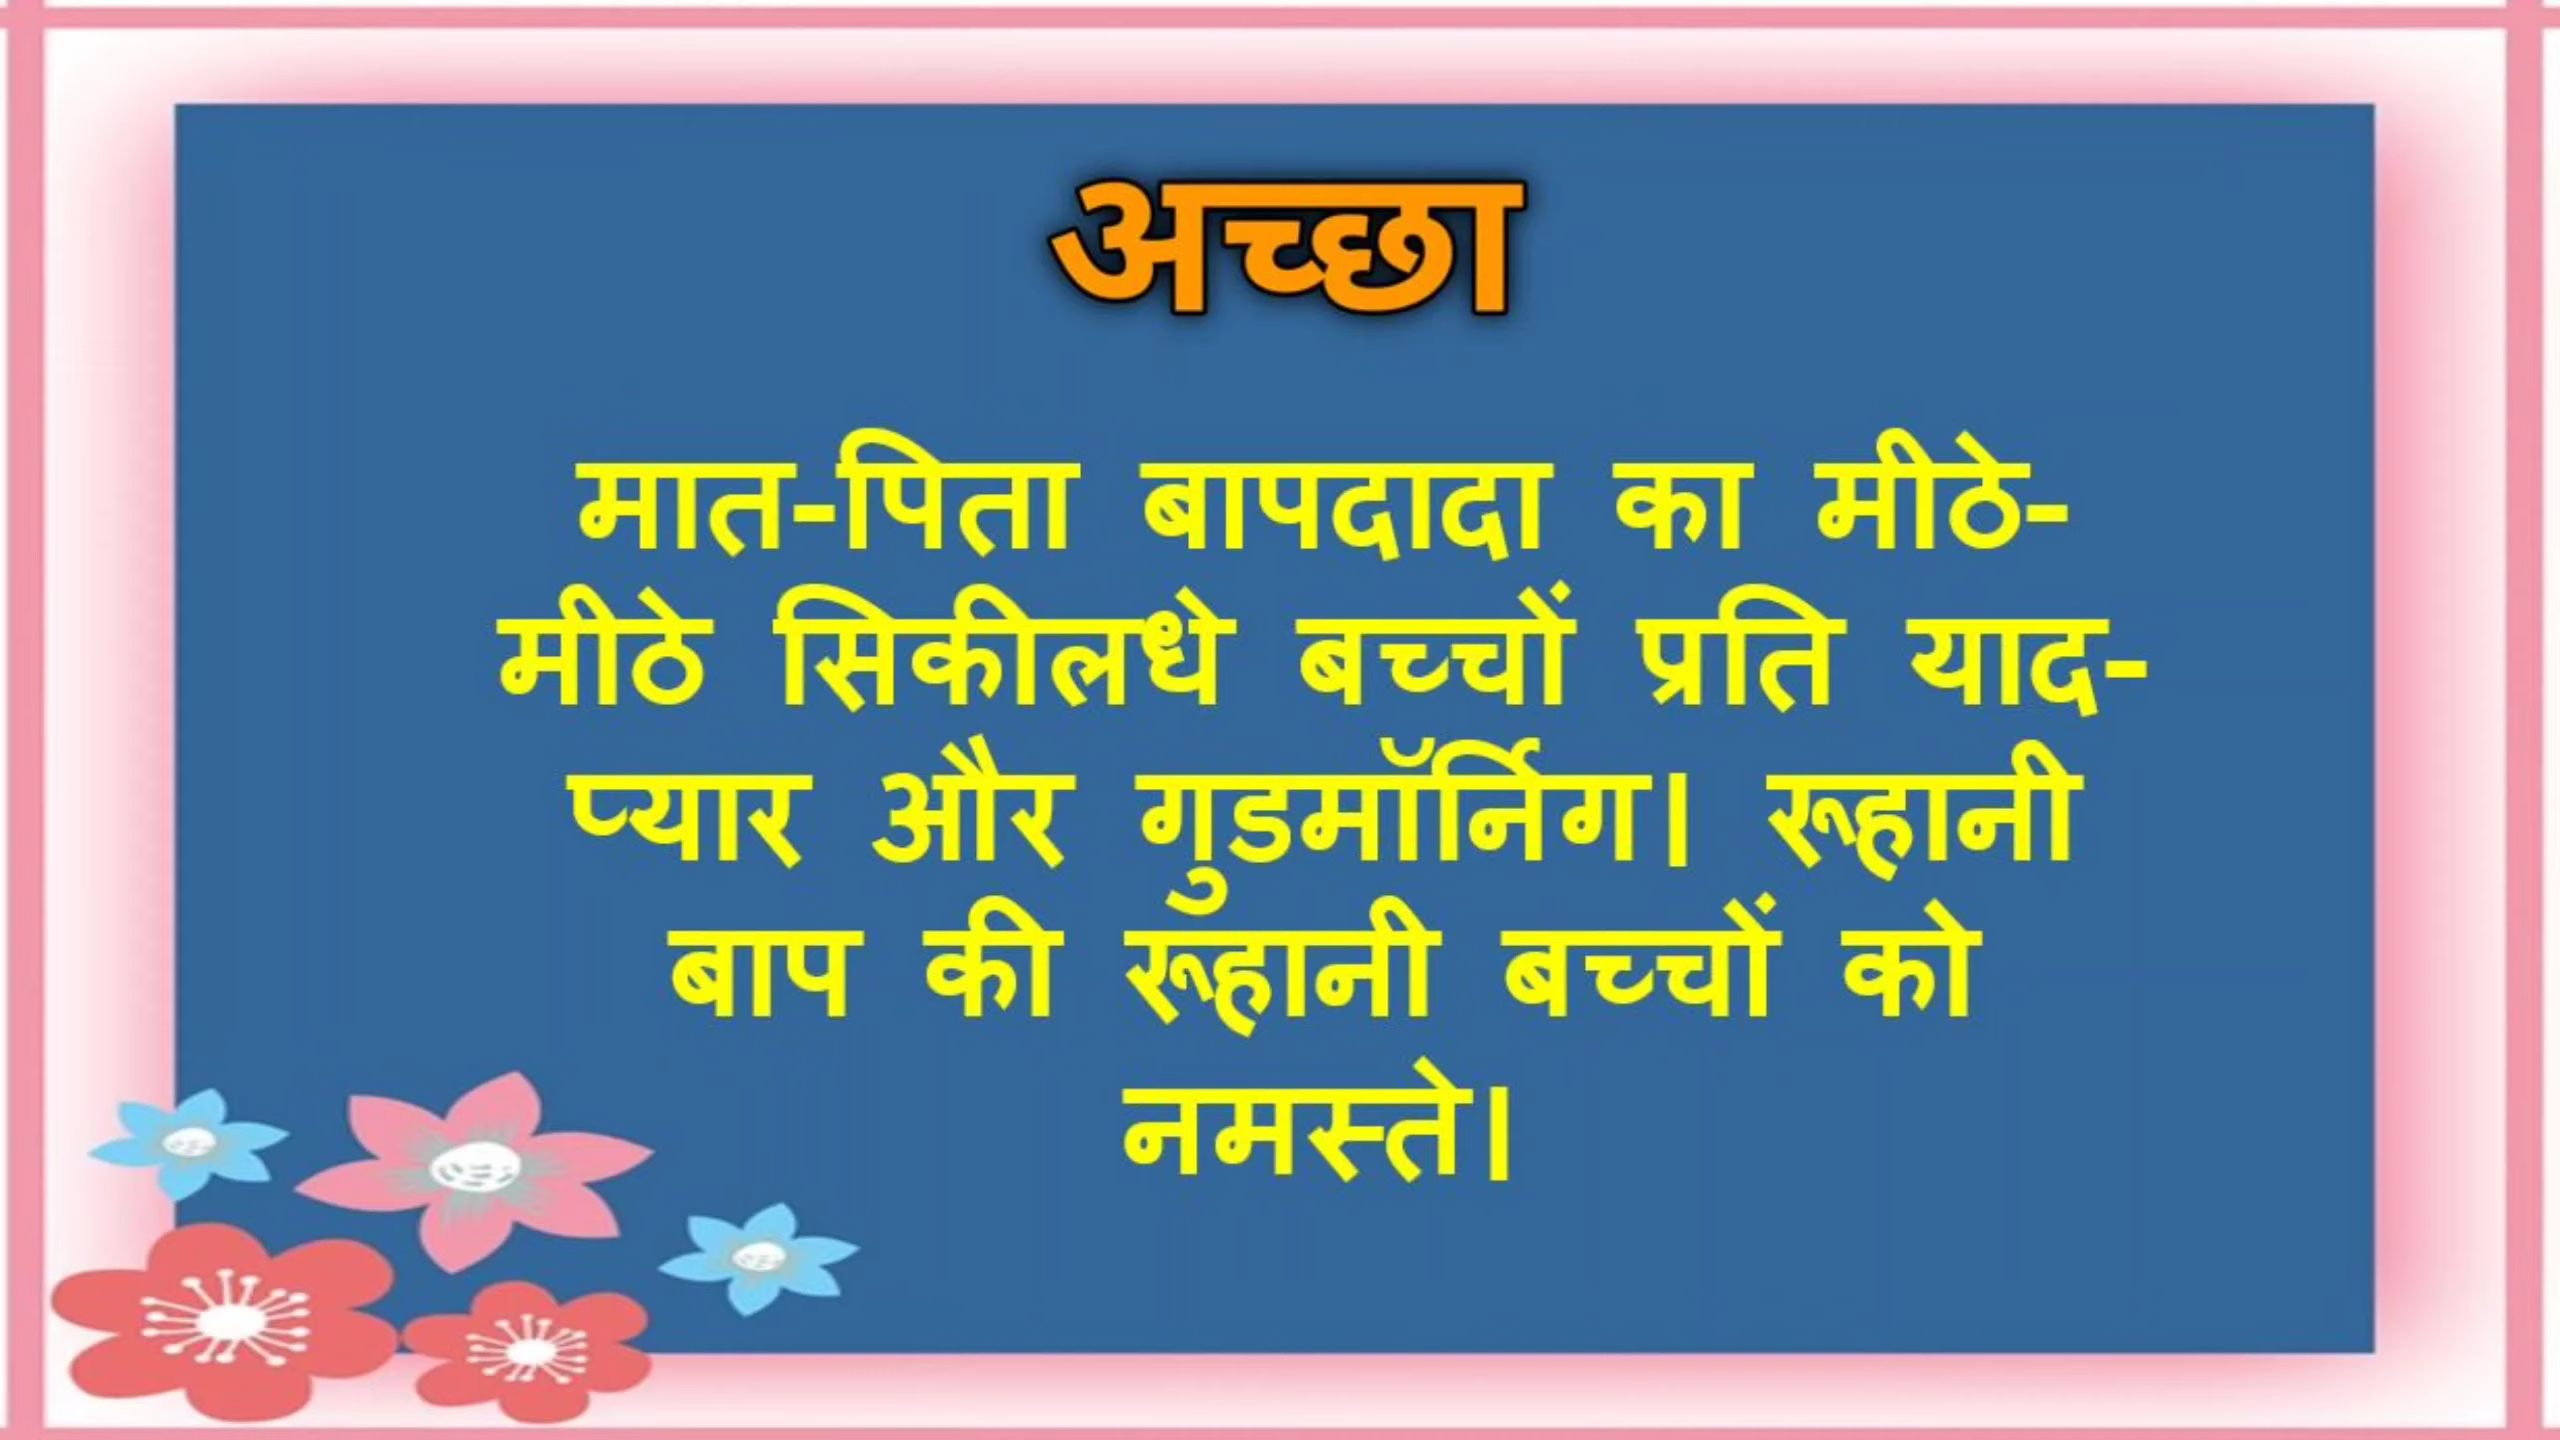 अच्छा
मात-पिता बापदादा का मीठे-
मीठे सिकीलधे बच्चों प्रति याद-
प्यार और गुडमॉर्निंग। रूहानी
बाप की रूहानी बच्चों को
नमस्ते।